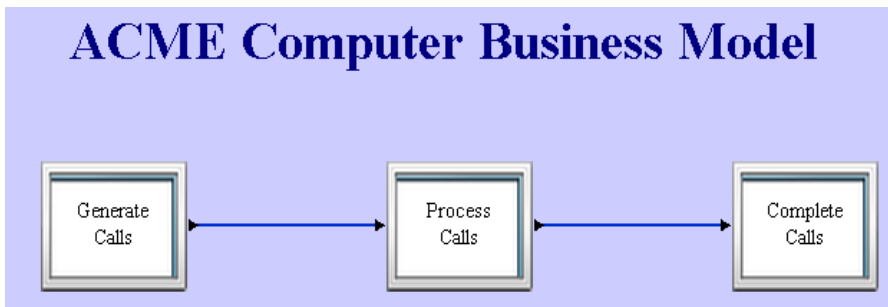 ACME Computer Business Model
Generate
Calls
Process
Calls
Complete
Calls